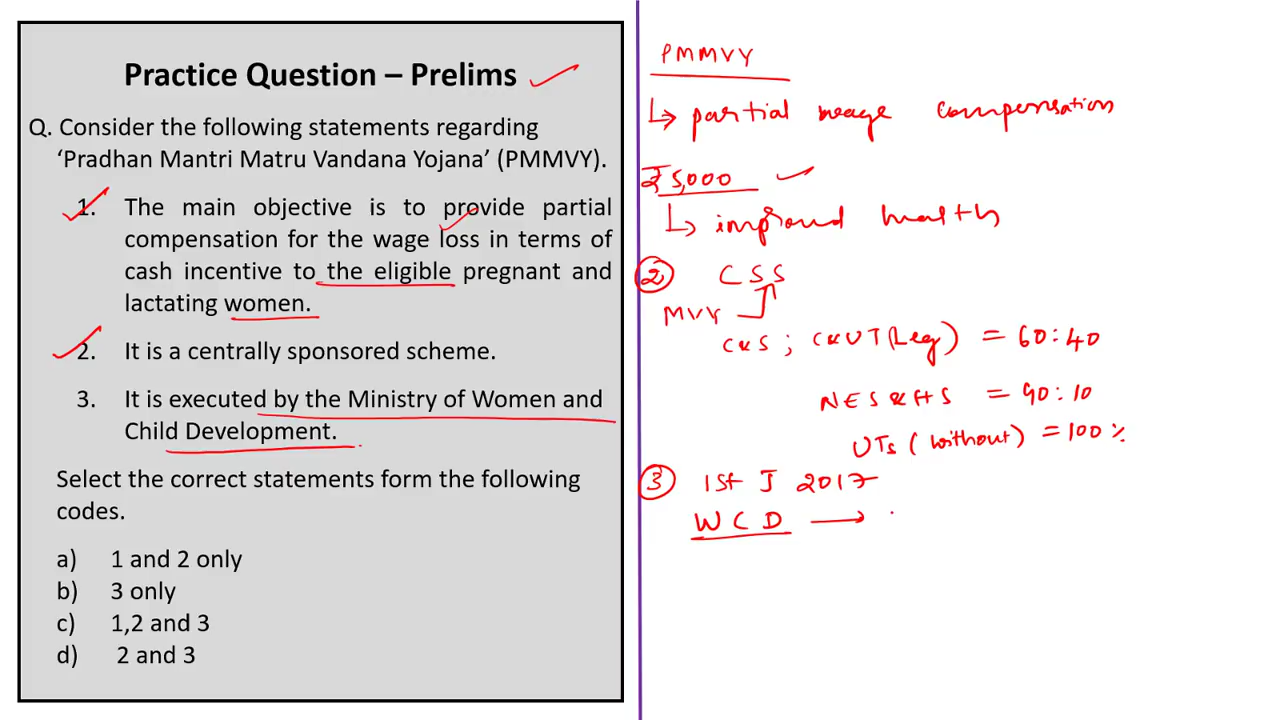 Practice Question – Prelims
Q. Consider the following statements regarding
‘Pradhan Mantri Matru Vandana Yojana’ (PMMVY).
1. The main objective is to provide partial
compensation for the wage loss in terms of
cash incentive to the eligible pregnant and
lactating women.
2. It is a centrally sponsored scheme.
3. It is executed by the Ministry of Women and
Child Development.
Select the correct statements form the following
codes.
a) 1 and 2 only
b) 3 only
c) 1,2 and 3
d) 2 and 3
PMMVY
↳ partial wage compensation
₹5,000
↳ improved health
2 CSS
MVY
C & S ; C & UT (Leg) = 60:40
NES & HS = 90:10
UTs (without) = 100%
3 1st J 2017
WCD →